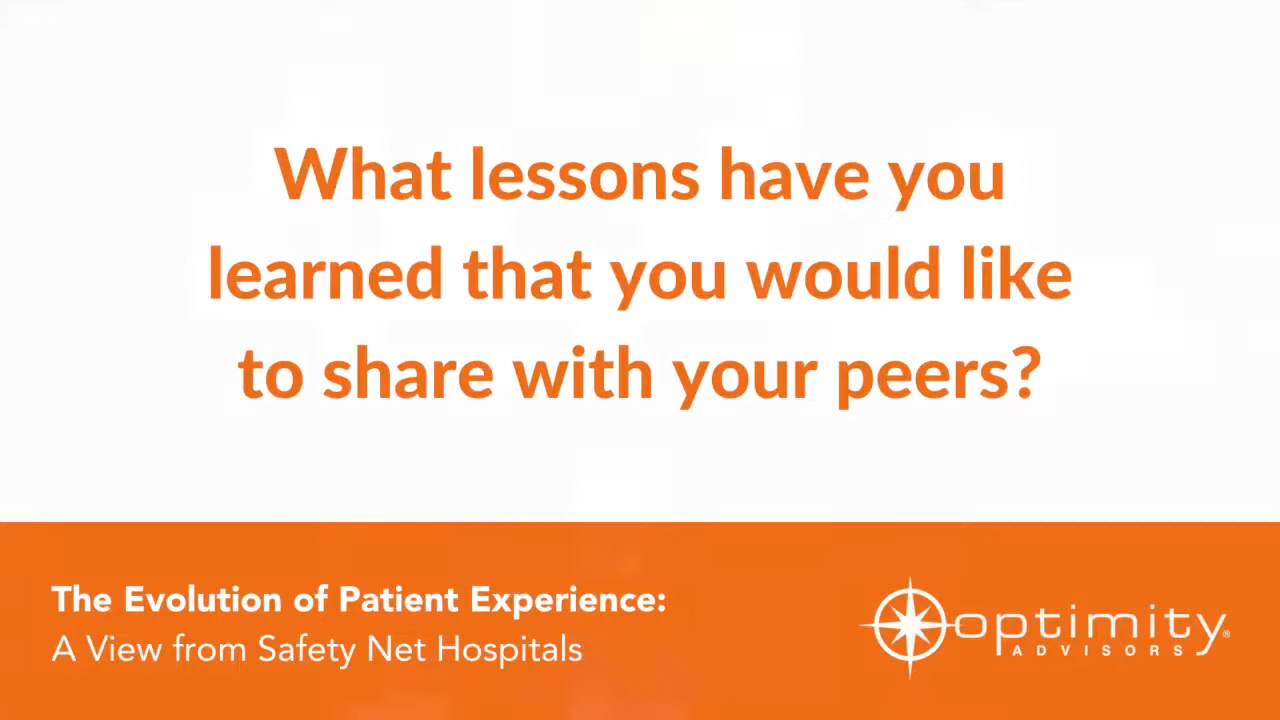 What lessons have you
learned that you would like
to share with your peers?
The Evolution of Patient Experience:
A View from Safety Net Hospitals
optimity®
ADVISORS